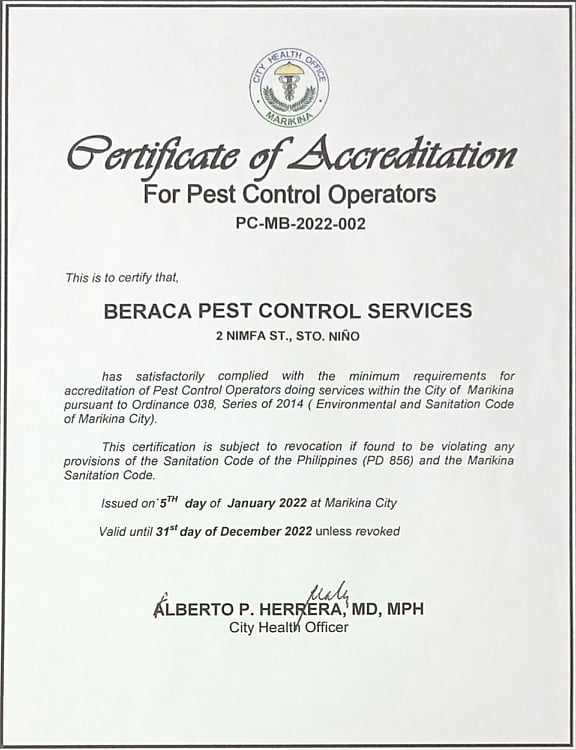 CITY HEALTH OFFICE
MARIKINA
Certificate of Accreditation
For Pest Control Operators
PC-MB-2022-002
This is to certify that,
BERACA PEST CONTROL SERVICES
2 NIMFA ST., STO. NIÑO
has satisfactorily complied with the minimum requirements for
accreditation of Pest Control Operators doing services within the City of Marikina
pursuant to Ordinance 038, Series of 2014 ( Environmental and Sanitation Code
of Marikina City).
This certification is subject to revocation if found to be violating any
provisions of the Sanitation Code of the Philippines (PD 856) and the Marikina
Sanitation Code.
Issued on 5TH day of January 2022 at Marikina City
Valid until 31st day of December 2022 unless revoked
ALBERTO P. HERRERA, MD, MPH
City Health Officer